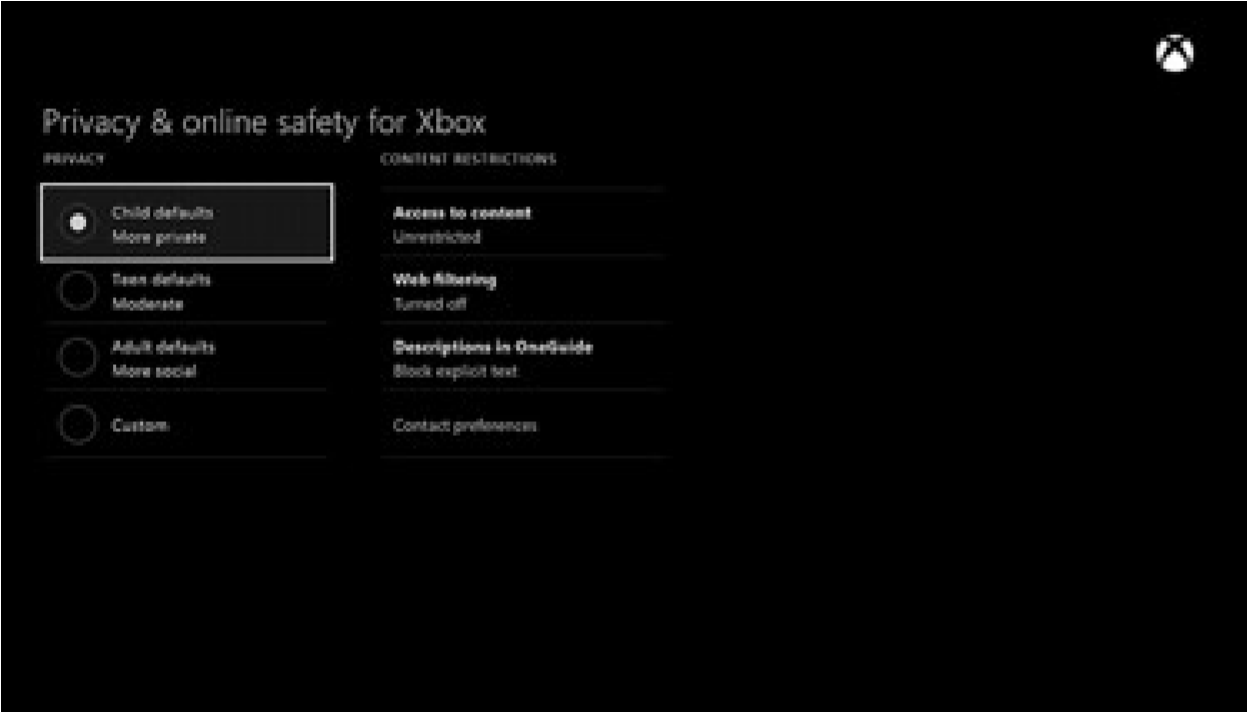 Privacy & online safety for Xbox
PRIVACY
Child defaults
More private
Teen defaults
Moderate
Adult defaults
More social
Custom
CONTENT RESTRICTIONS
Access to content
Unrestricted
Web filtering
Turned off
Descriptions in OneGuide
Block explicit text
Contact preferences